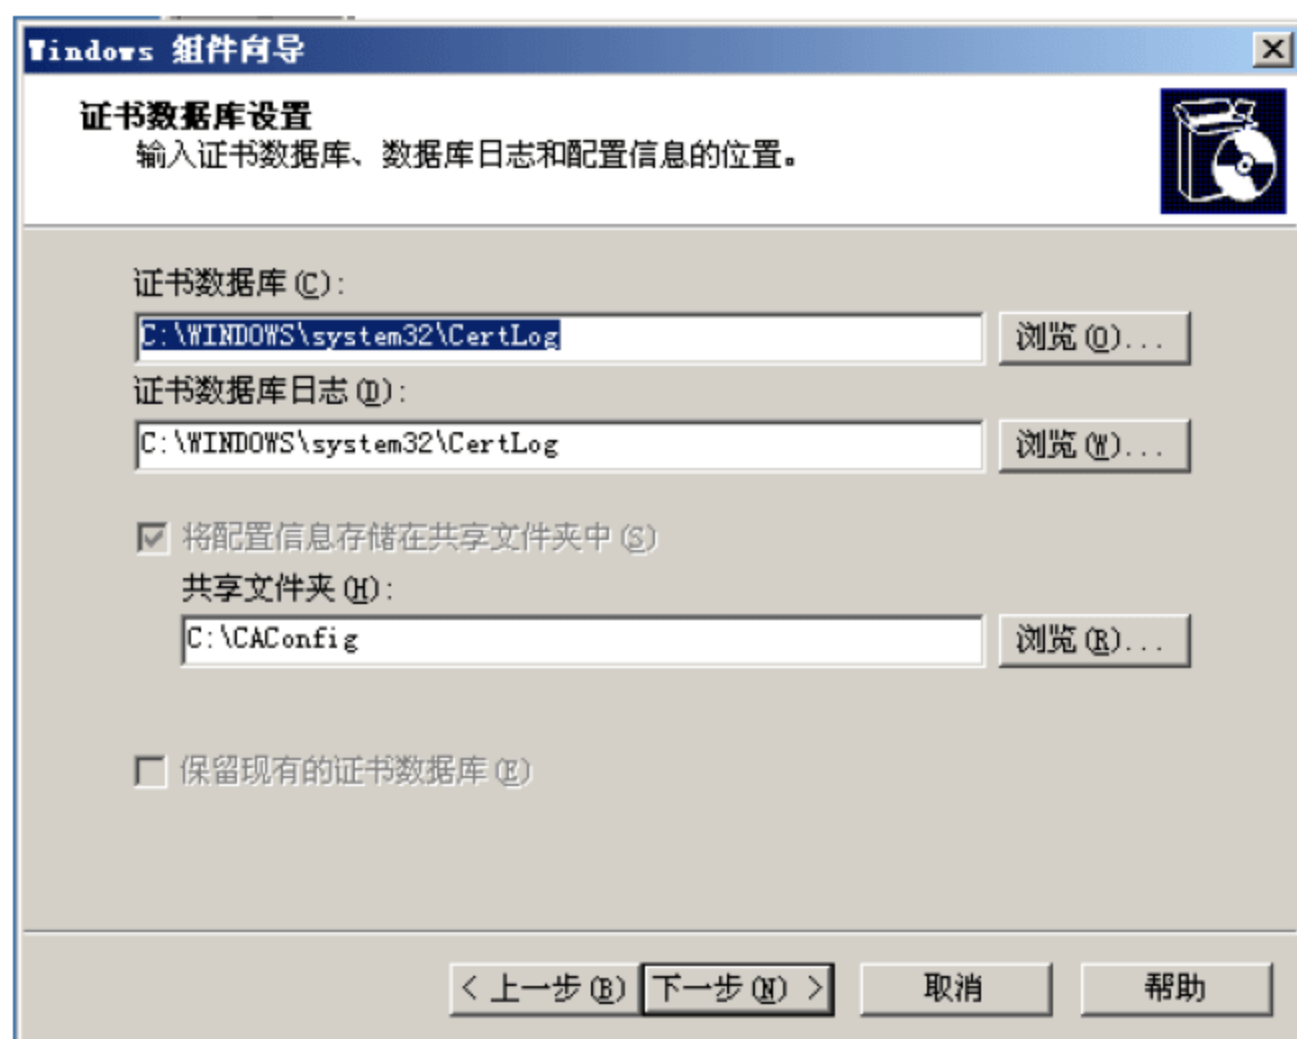 Windows 组件向导
证书数据库设置
输入证书数据库、数据库日志和配置信息的位置。
证书数据库(C):
C:\WINDOWS\system32\CertLog
浏览(O)...
证书数据库日志(D):
C:\WINDOWS\system32\CertLog
浏览(W)...
将配置信息存储在共享文件夹中(S)
共享文件夹(H):
C:\CAConfig
浏览(R)...
保留现有的证书数据库(E)
< 上一步(B)
下一步(N) >
取消
帮助